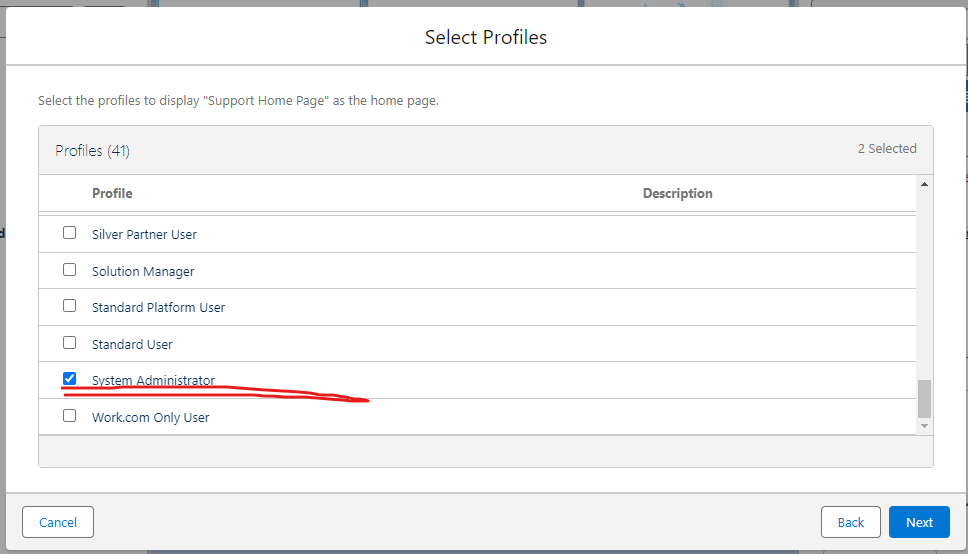 Select Profiles
Select the profiles to display "Support Home Page" as the home page.
Profiles (41) 2 Selected
Profile Description
Silver Partner User
Solution Manager
Standard Platform User
Standard User
System Administrator
Work.com Only User
Cancel Back Next